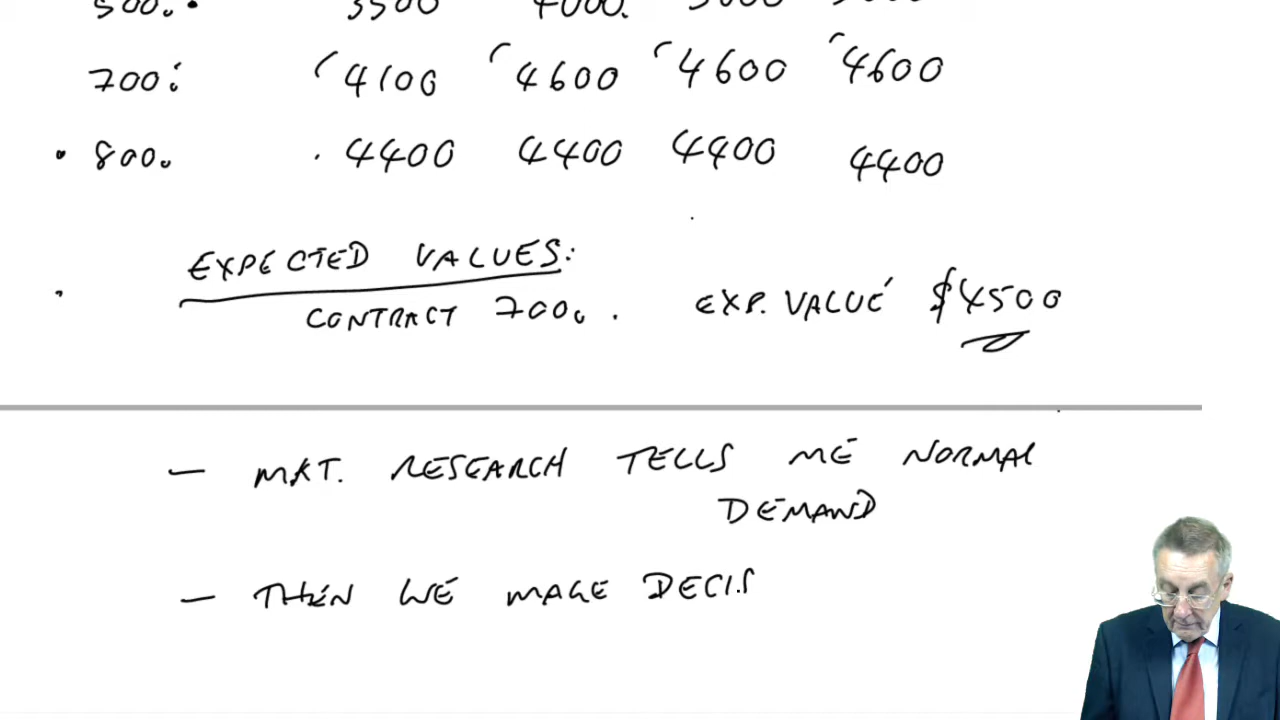 700: 4100 4600 4600 4600
800. 4400 4400 4400 4400
EXPECTED VALUES:
CONTRACT 700. EXP. VALUE $4500
— MKT. RESEARCH TELLS ME NORMAL
DEMAND
— THEN WE MAKE DECIS